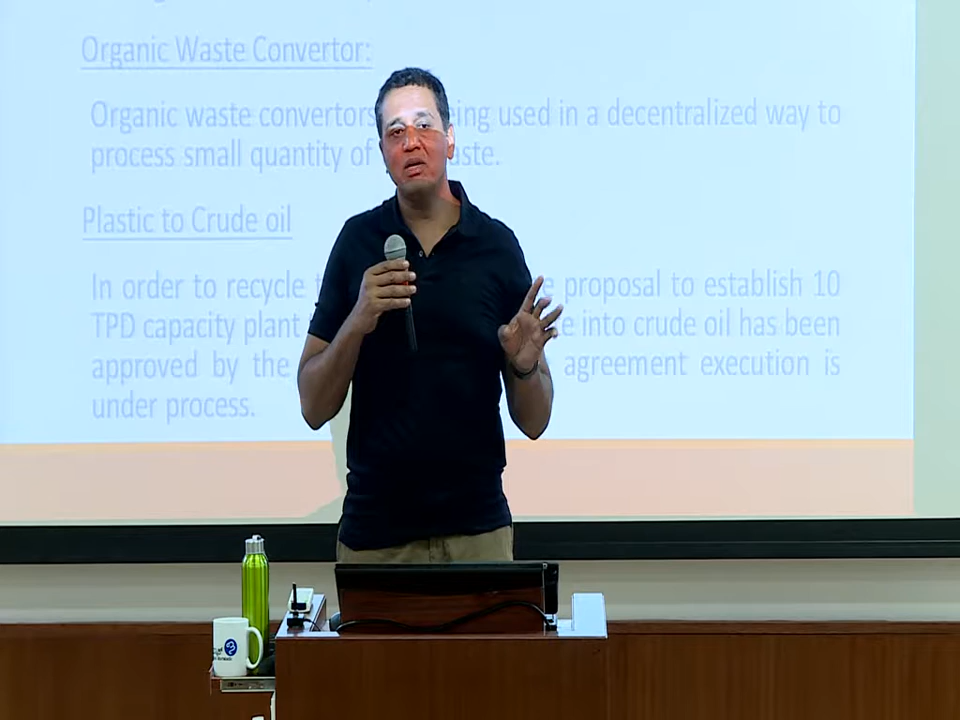 Organic Waste Convertor:
Organic waste convertors being used in a decentralized way to
process small quantity of
Plastic to Crude oil
In order to recycle proposal to establish 10
TPD capacity plant into crude oil has been
approved by the agreement execution is
under process.